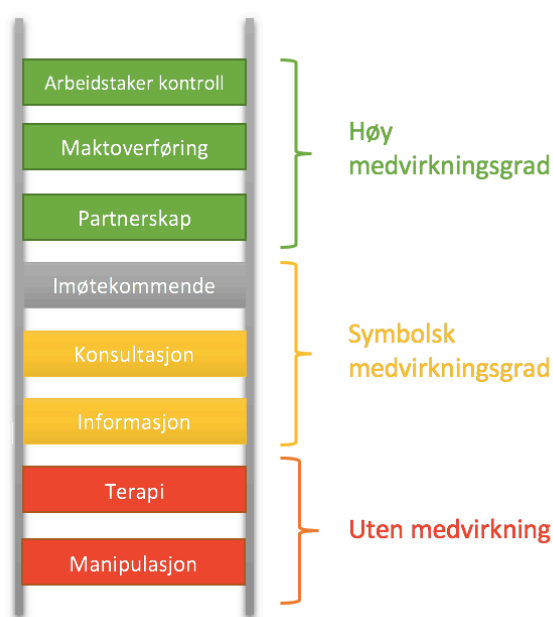 Arbeidstaker kontroll
Maktoverføring
Partnerskap
Høy
medvirkningsgrad
Imøtekommende
Konsultasjon
Informasjon
Symbolsk
medvirkningsgrad
Terapi
Manipulasjon
Uten medvirkning